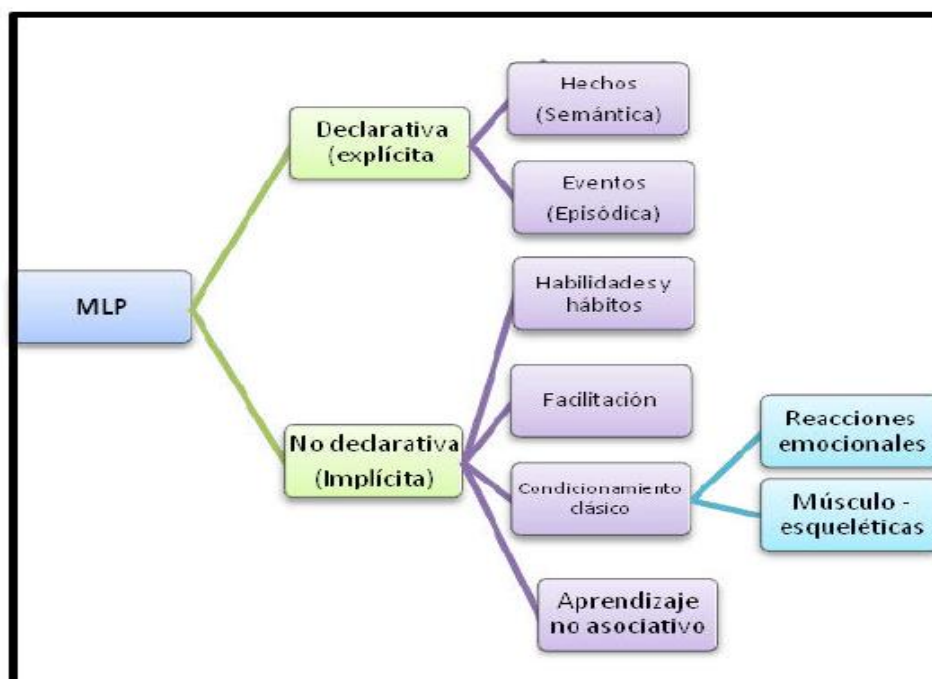 Declarativa
(explícita
Hechos
(Semántica)
Eventos
(Episódica)
MLP
No declarativa
(Implícita)
Habilidades y
hábitos
Facilitación
Condicionamiento
clásico
Reacciones
emocionales
Músculo -
esqueléticas
Aprendizaje
no asociativo